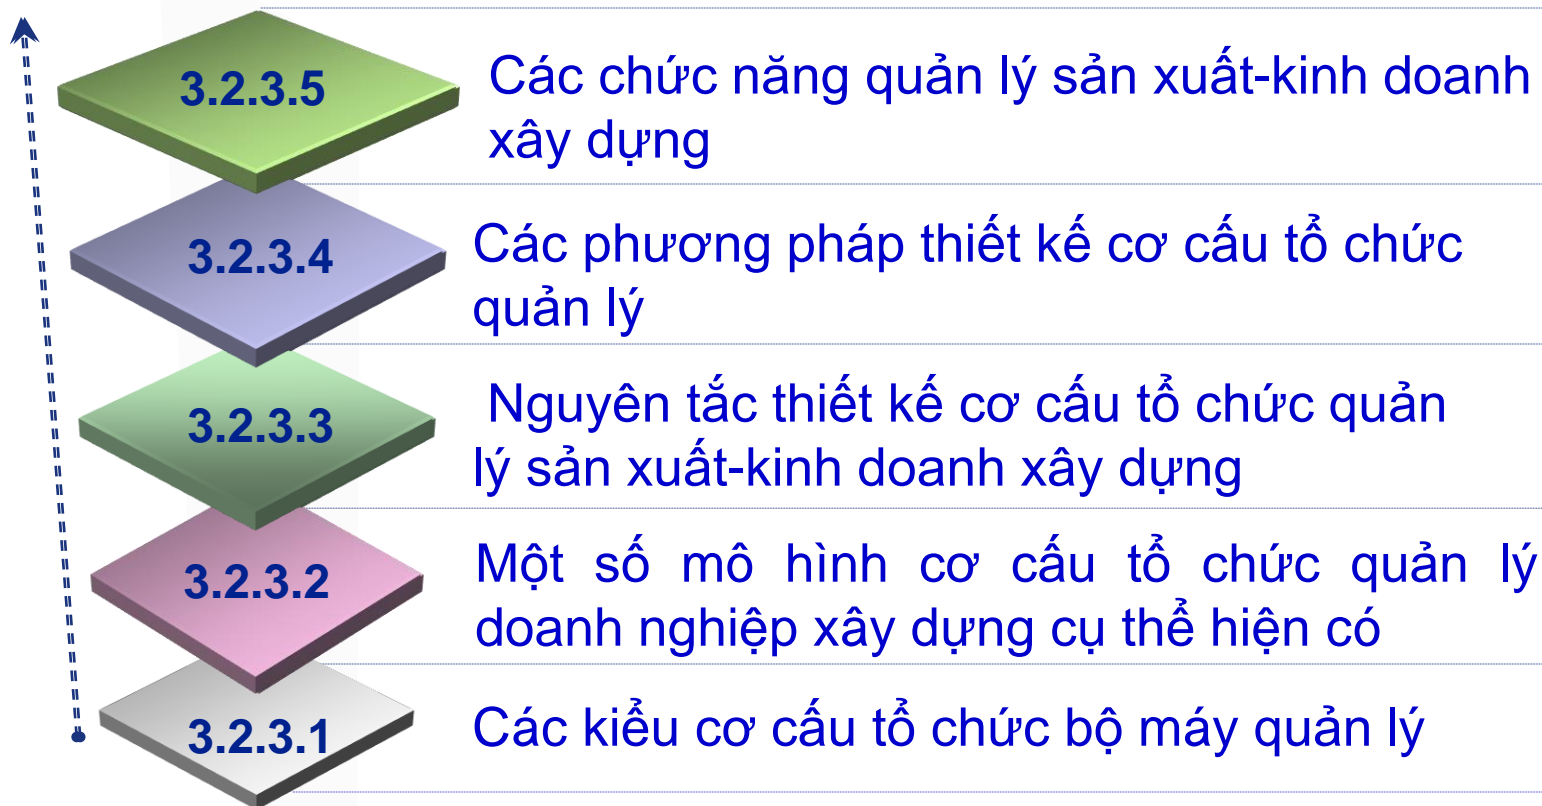 3.2.3.5
Các chức năng quản lý sản xuất-kinh doanh
xây dựng
3.2.3.4
Các phương pháp thiết kế cơ cấu tổ chức
quản lý
3.2.3.3
Nguyên tắc thiết kế cơ cấu tổ chức quản
lý sản xuất-kinh doanh xây dựng
3.2.3.2
Một số mô hình cơ cấu tổ chức quản lý
doanh nghiệp xây dựng cụ thể hiện có
3.2.3.1
Các kiểu cơ cấu tổ chức bộ máy quản lý